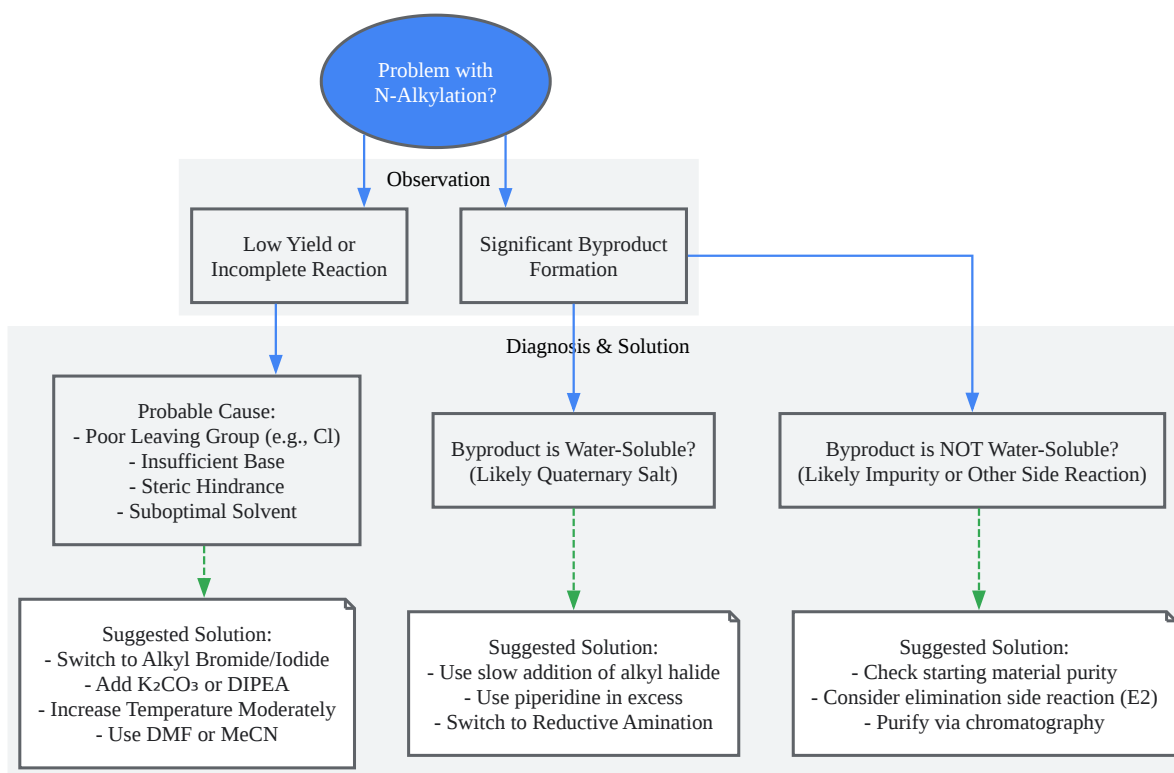 Problem with
N-Alkylation?
Observation
Low Yield or
Incomplete Reaction
Significant Byproduct
Formation
Diagnosis & Solution
Probable Cause:
- Poor Leaving Group (e.g., Cl)
- Insufficient Base
- Steric Hindrance
- Suboptimal Solvent
Byproduct is Water-Soluble?
(Likely Quaternary Salt)
Byproduct is NOT Water-Soluble?
(Likely Impurity or Other Side Reaction)
Suggested Solution:
- Switch to Alkyl Bromide/Iodide
- Add K₂CO₃ or DIPEA
- Increase Temperature Moderately
- Use DMF or MeCN
Suggested Solution:
- Use slow addition of alkyl halide
- Use piperidine in excess
- Switch to Reductive Amination
Suggested Solution:
- Check starting material purity
- Consider elimination side reaction (E2)
- Purify via chromatography